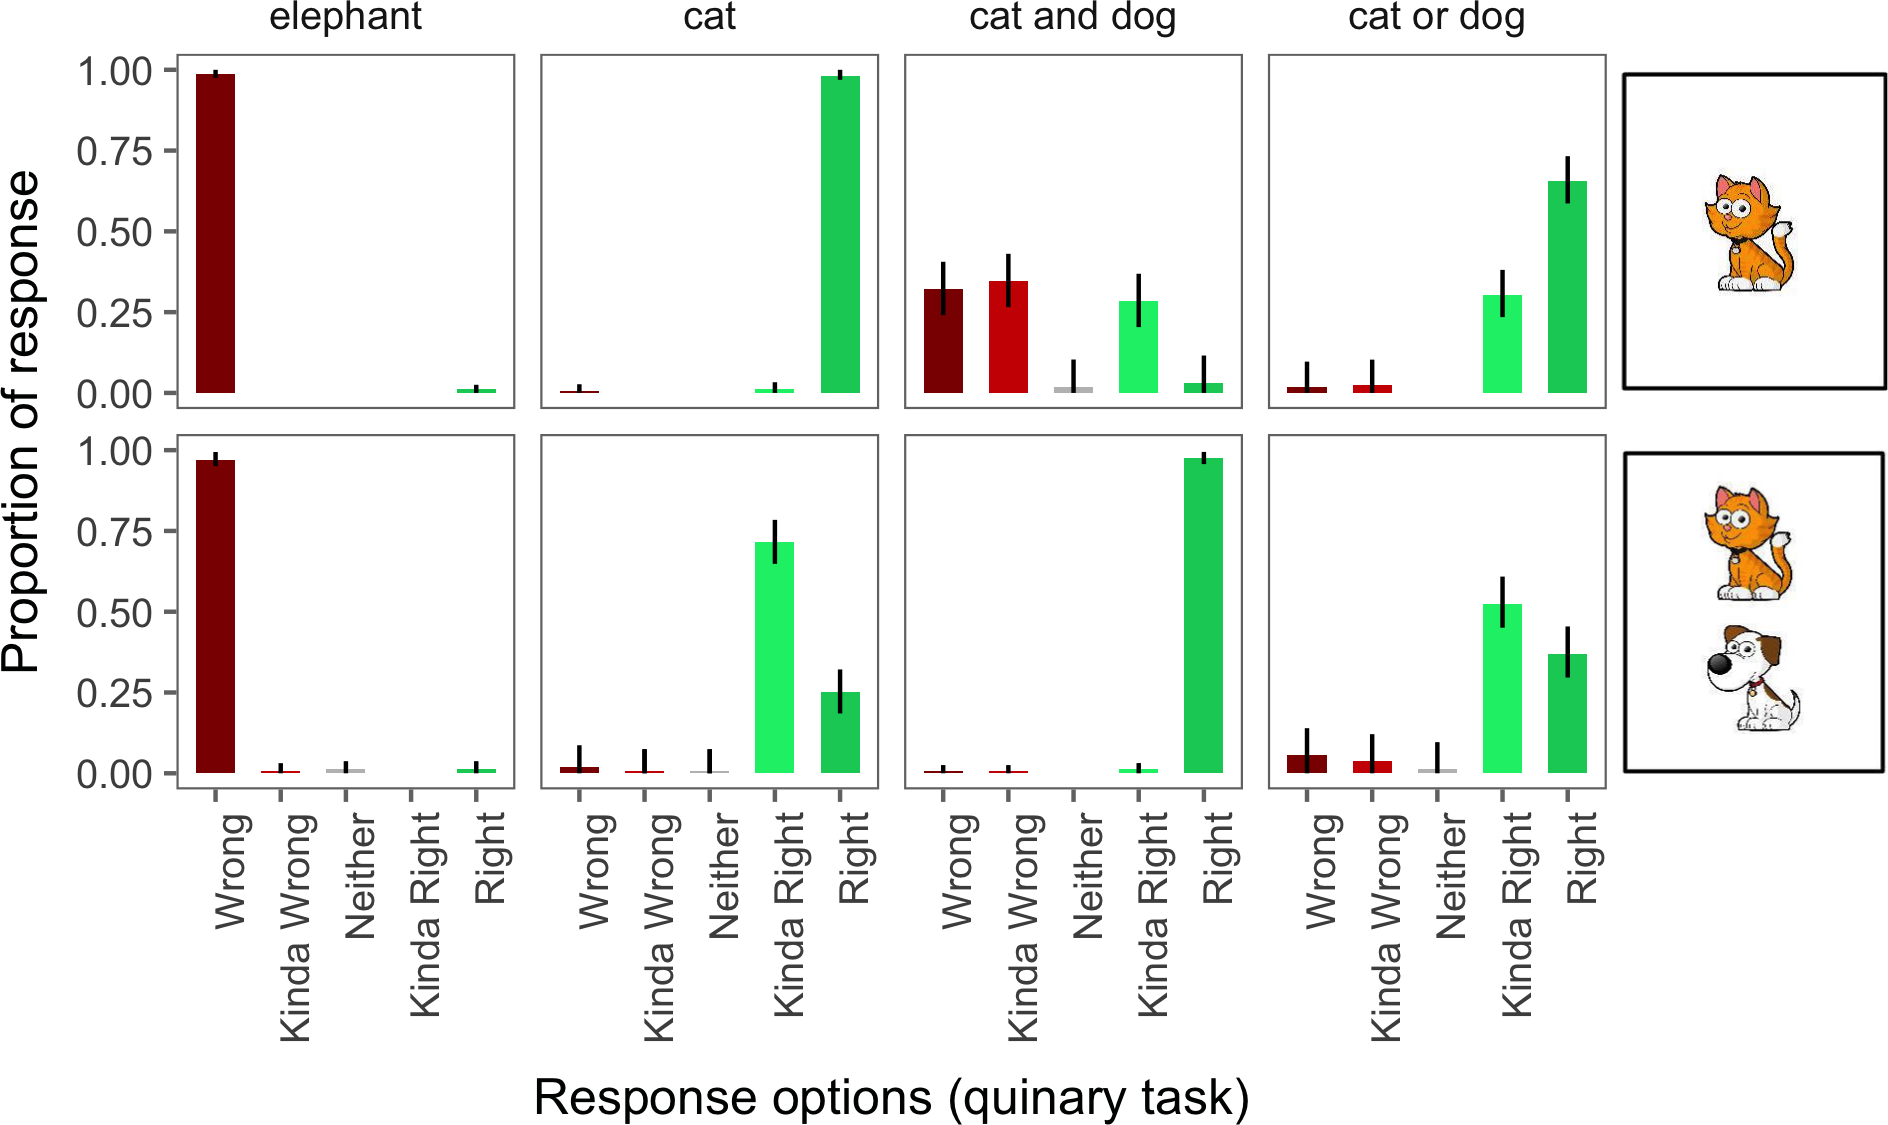 elephant cat cat and dog cat or dog
Proportion of response
1.00
0.75
0.50
0.25
0.00
1.00
0.75
0.50
0.25
0.00
Wrong Kinda Wrong Neither Kinda Right Right Wrong Kinda Wrong Neither Kinda Right Right Wrong Kinda Wrong Neither Kinda Right Right Wrong Kinda Wrong Neither Kinda Right Right
Response options (quinary task)